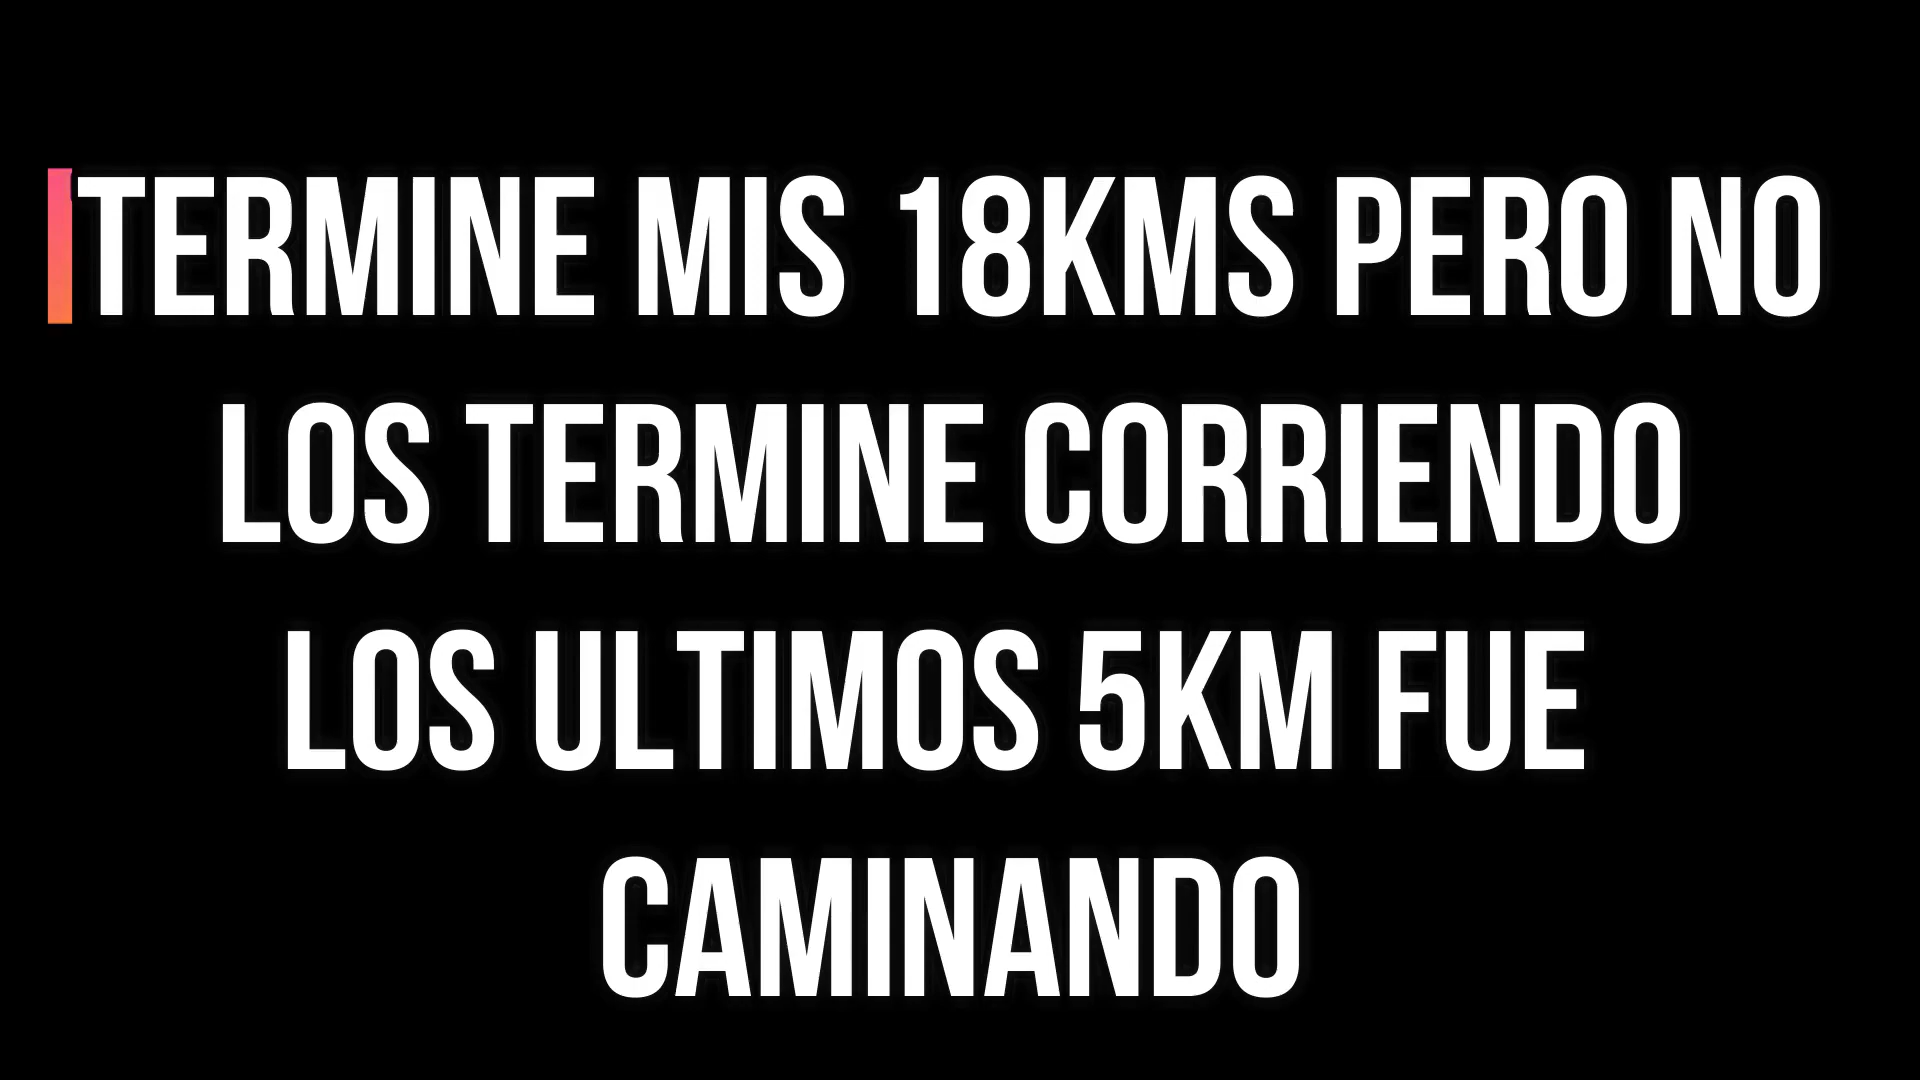 TERMINE MIS 18KMS PERO NO
LOS TERMINE CORRIENDO
LOS ULTIMOS 5KM FUE
CAMINANDO